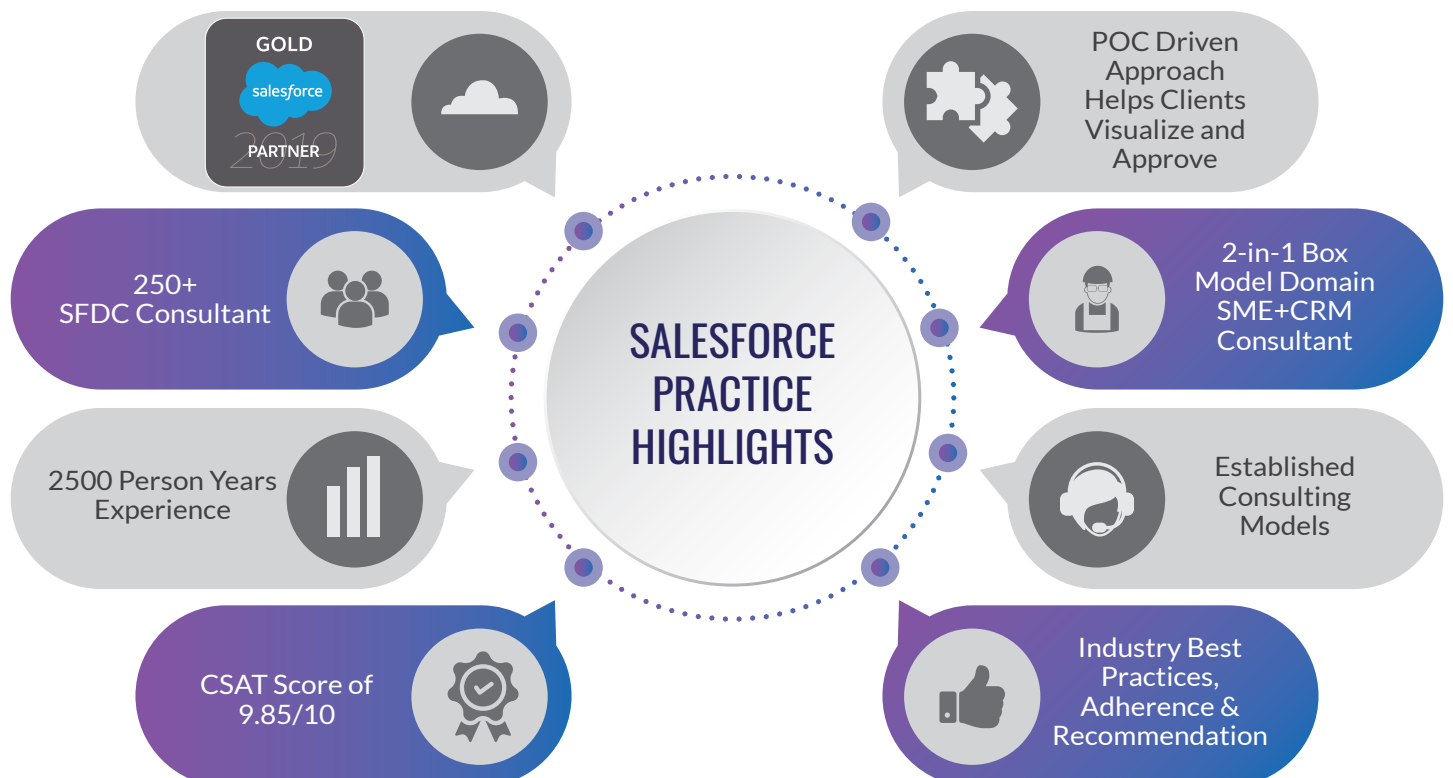 GOLD
salesforce
2019
PARTNER
250+
SFDC Consultant
2500 Person Years
Experience
CSAT Score of
9.85/10
SALESFORCE
PRACTICE
HIGHLIGHTS
POC Driven
Approach
Helps Clients
Visualize and
Approve
2-in-1 Box
Model Domain
SME+CRM
Consultant
Established
Consulting
Models
Industry Best
Practices,
Adherence &
Recommendation